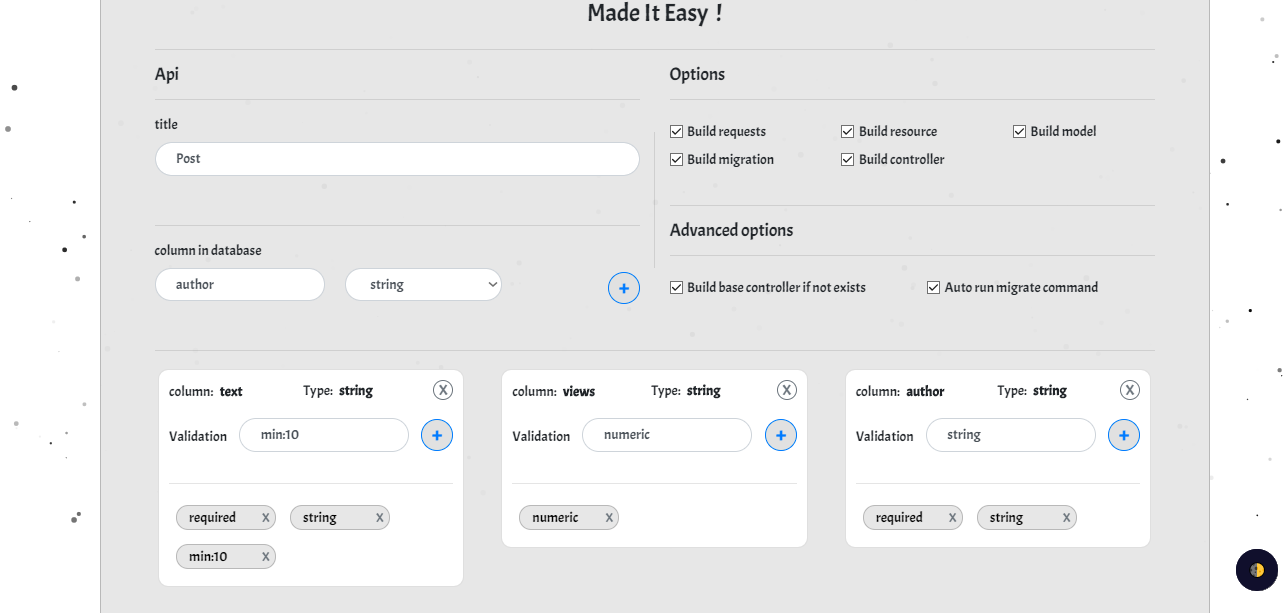 Made It Easy !
Api
title
Post
column in database
author string +
Options
Build requests Build resource Build model
Build migration Build controller
Advanced options
Build base controller if not exists Auto run migrate command
column: text Type: string X
Validation min:10 +
required X string X
min:10 X
column: views Type: string X
Validation numeric +
numeric X
column: author Type: string X
Validation string +
required X string X